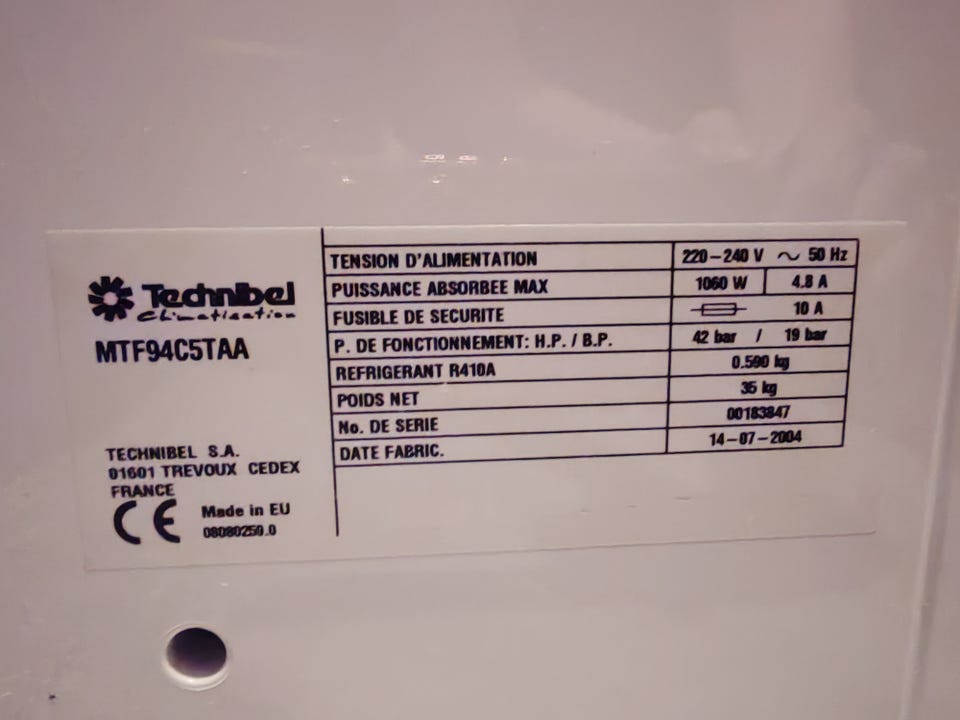 Technibel
Climatisation
MTF94C5TAA
TECHNIBEL S.A.
01601 TREVOUX CEDEX
FRANCE
CE Made in EU
08080250.0
TENSION D'ALIMENTATION 220-240 V ~ 50 Hz
PUISSANCE ABSORBEE MAX 1060 W 4.8 A
FUSIBLE DE SECURITE 10 A
P. DE FONCTIONNEMENT: H.P. / B.P. 42 bar / 19 bar
REFRIGERANT R410A 0.590 kg
POIDS NET 35 kg
No. DE SERIE 00183847
DATE FABRIC. 14-07-2004